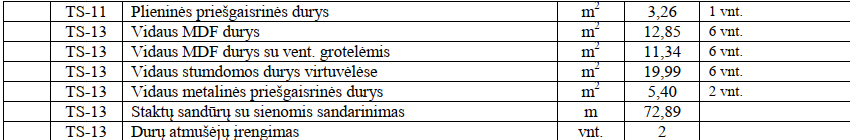 TS-11 Plieninės priešgaisrinės durys m² 3,26 1 vnt.
TS-13 Vidaus MDF durys m² 12,85 6 vnt.
TS-13 Vidaus MDF durys su vent. grotelėmis m² 11,34 6 vnt.
TS-13 Vidaus stumdomos durys virtuvėlėse m² 19,99 6 vnt.
TS-13 Vidaus metalinės priešgaisrinės durys m² 5,40 2 vnt.
TS-13 Staktų sandūrų su sienomis sandarinimas m 72,89
TS-13 Durų atmušėjų įrengimas vnt. 2